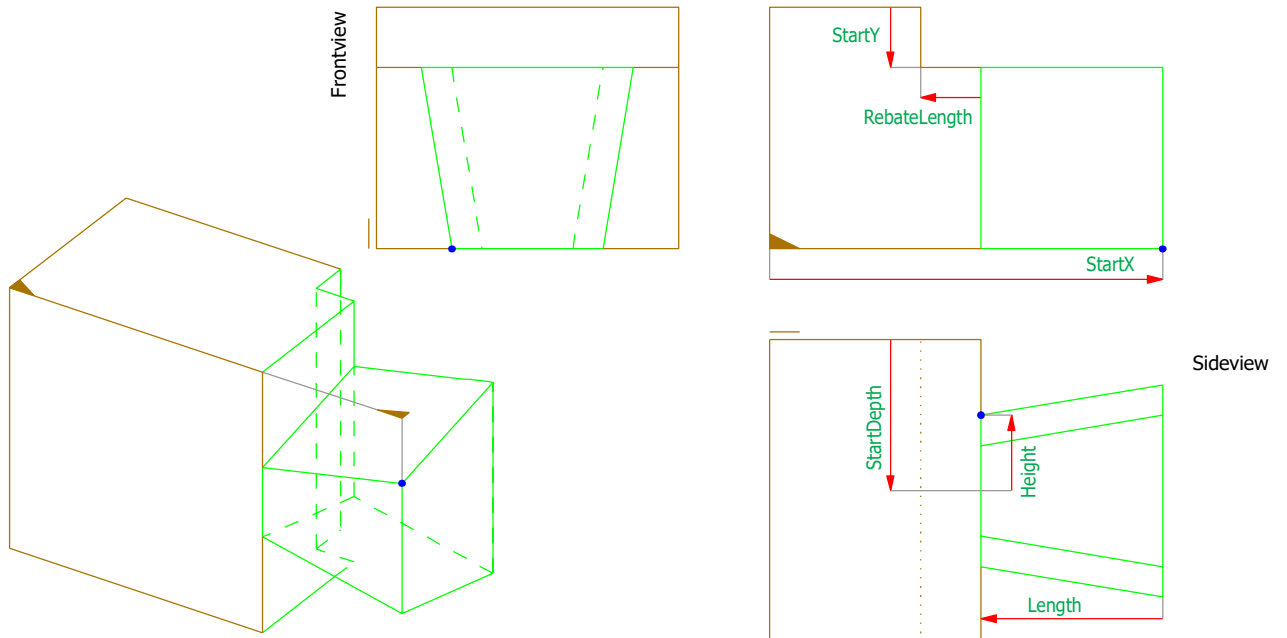 Frontview
StartY
RebateLength
StartX
Sideview
StartDepth
Height
Length